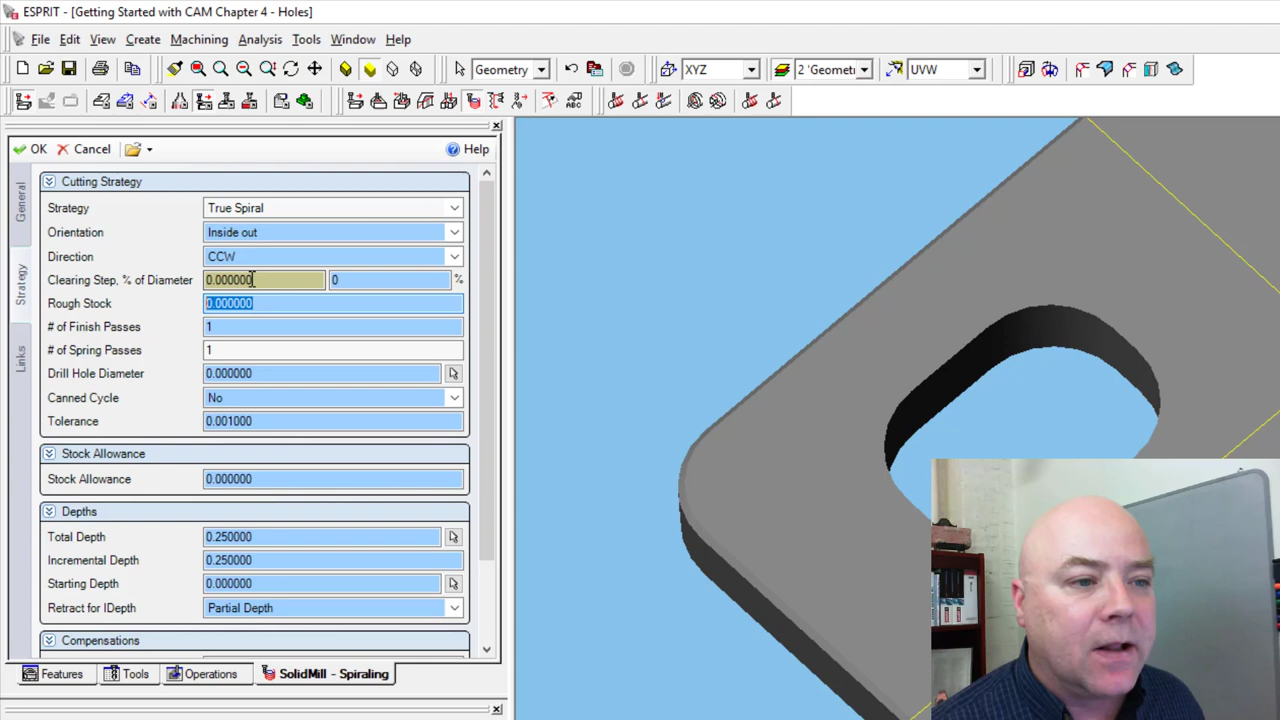 ESPRIT - [Getting Started with CAM Chapter 4 - Holes]
File Edit View Create Machining Analysis Tools Window Help
Geometry XYZ 2 'Geometi UVW
ABC
OK Cancel Help
General
Strategy
Links
Cutting Strategy
Strategy True Spiral
Orientation Inside out
Direction CCW
Clearing Step, % of Diameter 0.000000 0 %
Rough Stock 0.000000
# of Finish Passes 1
# of Spring Passes 1
Drill Hole Diameter 0.000000
Canned Cycle No
Tolerance 0.001000
Stock Allowance
Stock Allowance 0.000000
Depths
Total Depth 0.250000
Incremental Depth 0.250000
Starting Depth 0.000000
Retract for IDepth Partial Depth
Compensations
Features Tools Operations SolidMill - Spiraling